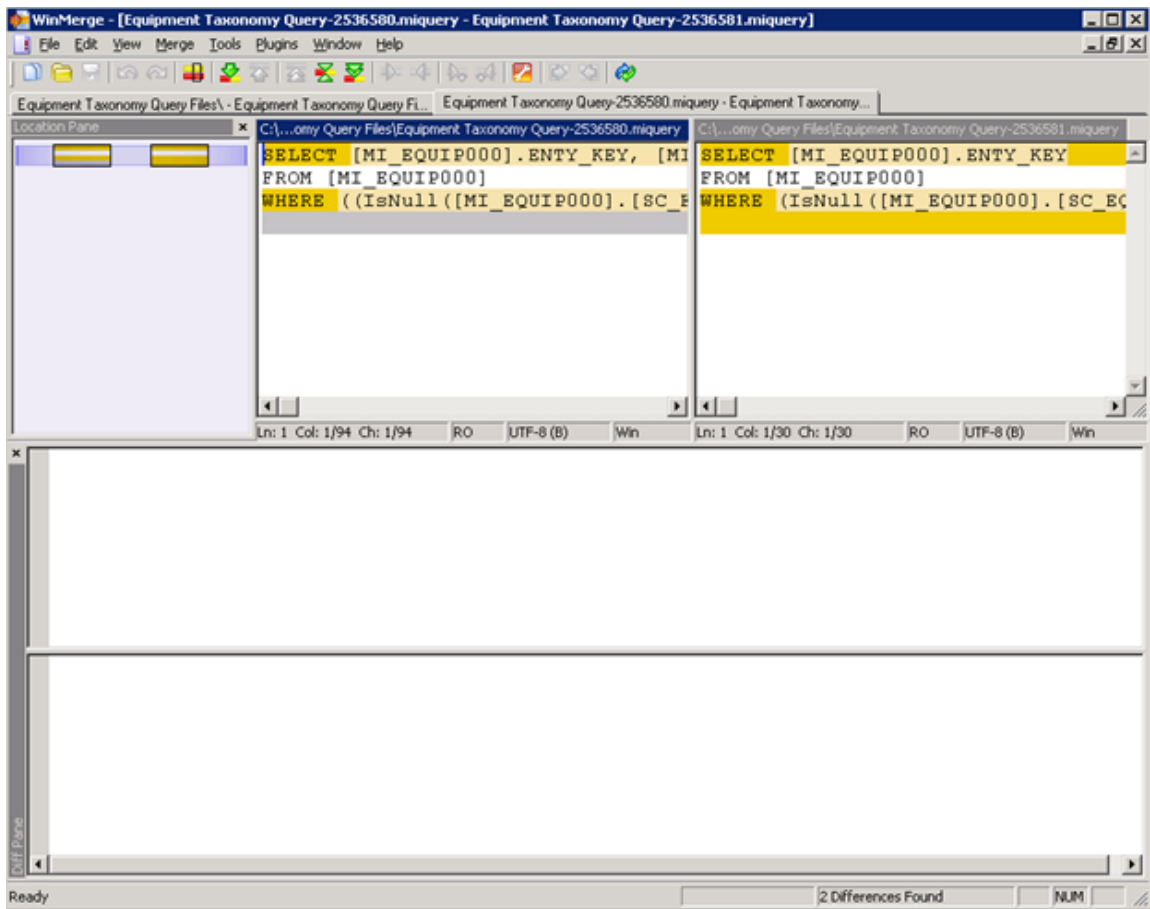 WinMerge - [Equipment Taxonomy Query-2536580.miquery - Equipment Taxonomy Query-2536581.miquery]
File Edit View Merge Tools Plugins Window Help
Equipment Taxonomy Query Files\ - Equipment Taxonomy Query Fi... Equipment Taxonomy Query-2536580.miquery - Equipment Taxonomy...
Location Pane
C:\...omy Query Files\Equipment Taxonomy Query-2536580.miquery
SELECT [MI_EQUIP000].ENTY_KEY, [MI
FROM [MI_EQUIP000]
WHERE ((IsNull([MI_EQUIP000].[SC_E
Ln: 1 Col: 1/94 Ch: 1/94 RO UTF-8 (B) Win
C:\...omy Query Files\Equipment Taxonomy Query-2536581.miquery
SELECT [MI_EQUIP000].ENTY_KEY
FROM [MI_EQUIP000]
WHERE (IsNull([MI_EQUIP000].[SC_EQ
Ln: 1 Col: 1/30 Ch: 1/30 RO UTF-8 (B) Win
Diff Pane
Ready 2 Differences Found NUM